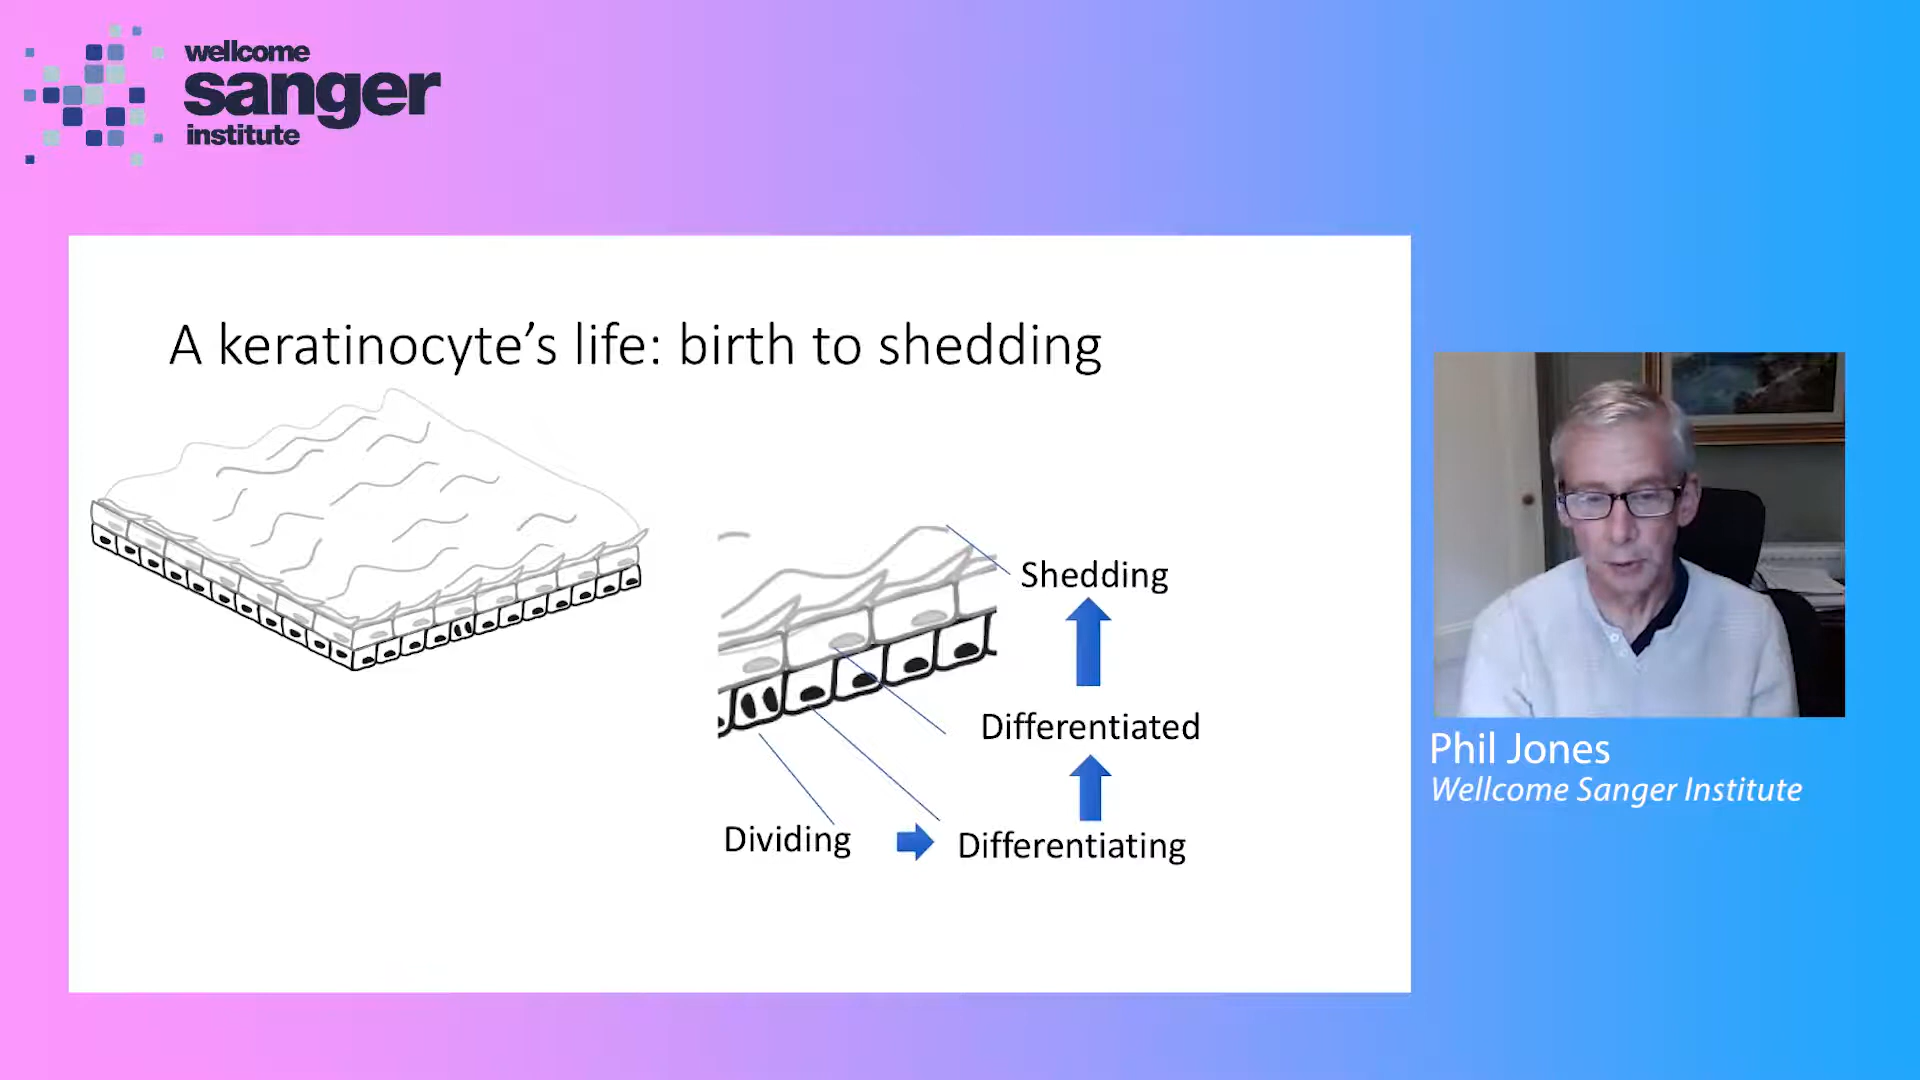 wellcome
sanger
institute
A keratinocyte’s life: birth to shedding
Shedding
Differentiated
Dividing
Differentiating
Phil Jones
Wellcome Sanger Institute